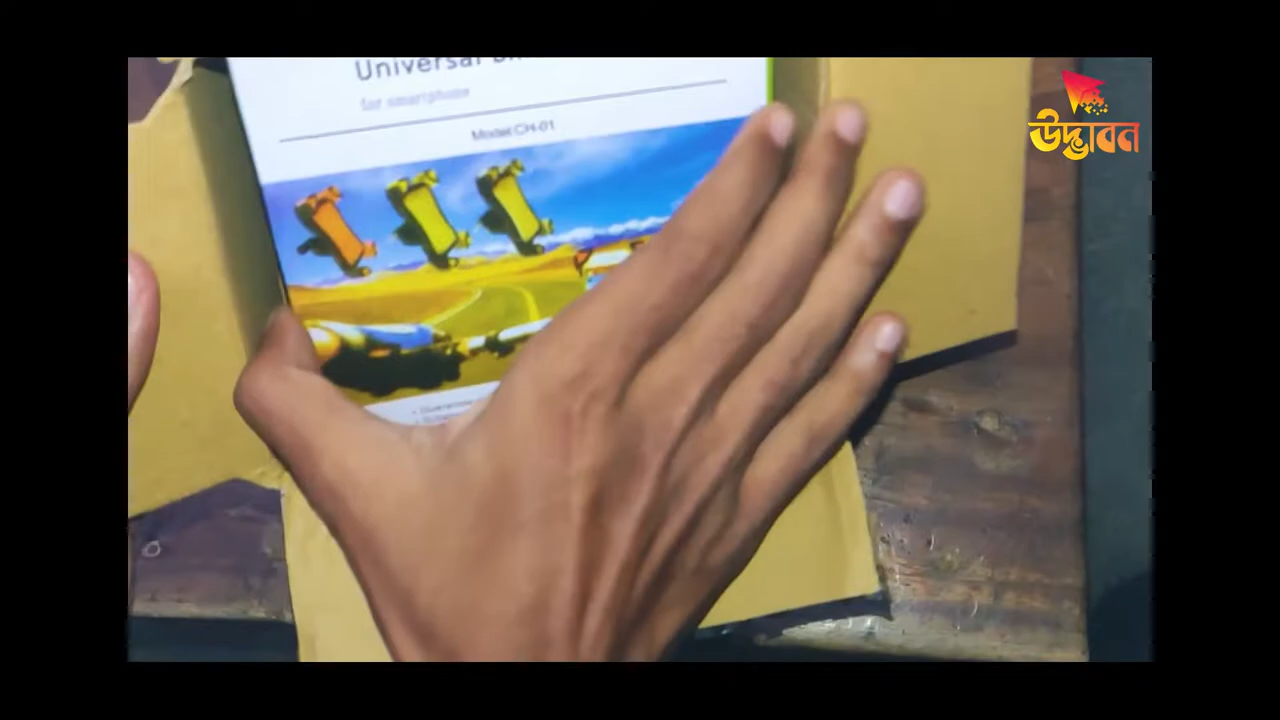 Universal
for smartphone
Model:CH-01
উদ্ভাবন